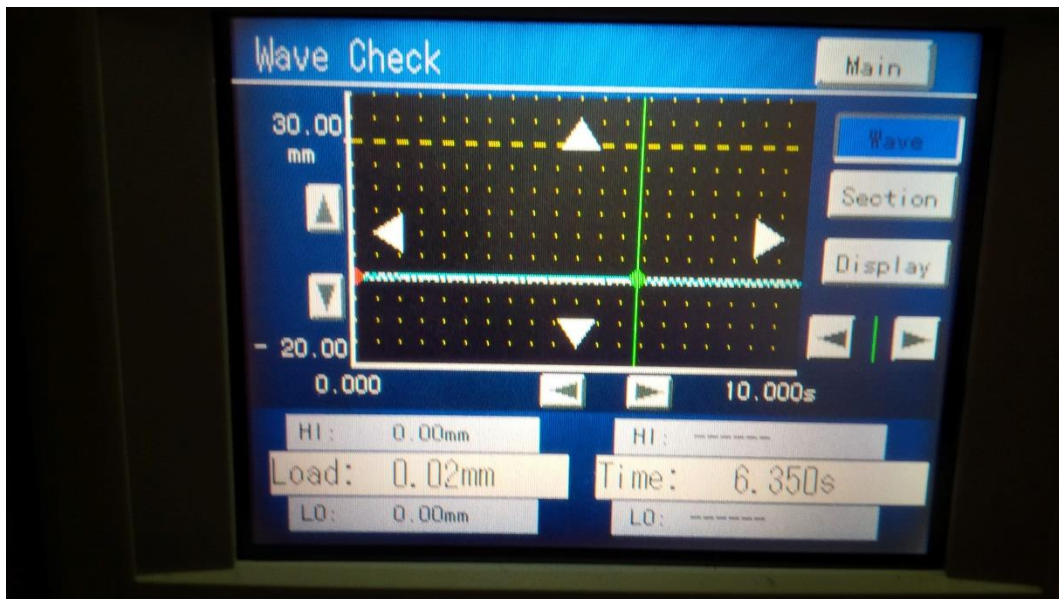 Wave Check
Main
30.00
mm
Wave
Section
Display
- 20.00
0.000
10.000s
HI: 0.00mm
HI: ------
Load: 0.02mm
Time: 6.350s
LO: 0.00mm
LO: ------